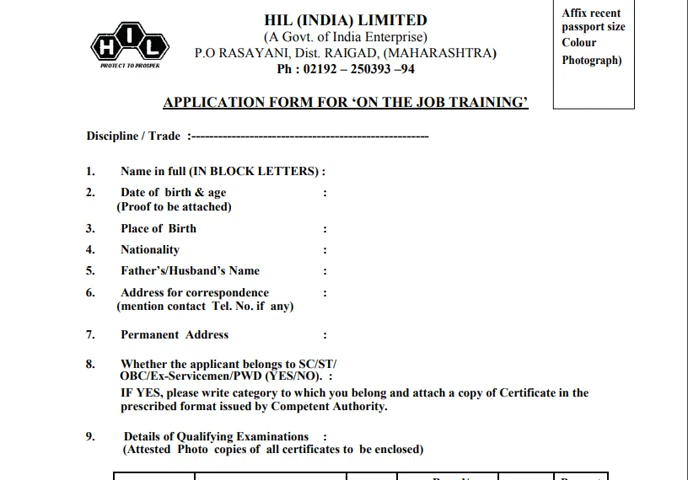 HIL
PROTECT TO PROSPER
HIL (INDIA) LIMITED
(A Govt. of India Enterprise)
P.O RASAYANI, Dist. RAIGAD, (MAHARASHTRA)
Ph : 02192 – 250393 –94
Affix recent
passport size
Colour
Photograph)
APPLICATION FORM FOR ‘ON THE JOB TRAINING’
Discipline / Trade :-----------------------------------------------------
1. Name in full (IN BLOCK LETTERS) :
2. Date of birth & age :
(Proof to be attached)
3. Place of Birth :
4. Nationality :
5. Father’s/Husband’s Name :
6. Address for correspondence :
(mention contact Tel. No. if any)
7. Permanent Address :
8. Whether the applicant belongs to SC/ST/
OBC/Ex-Servicemen/PWD (YES/NO). :
IF YES, please write category to which you belong and attach a copy of Certificate in the
prescribed format issued by Competent Authority.
9. Details of Qualifying Examinations :
(Attested Photo copies of all certificates to be enclosed)